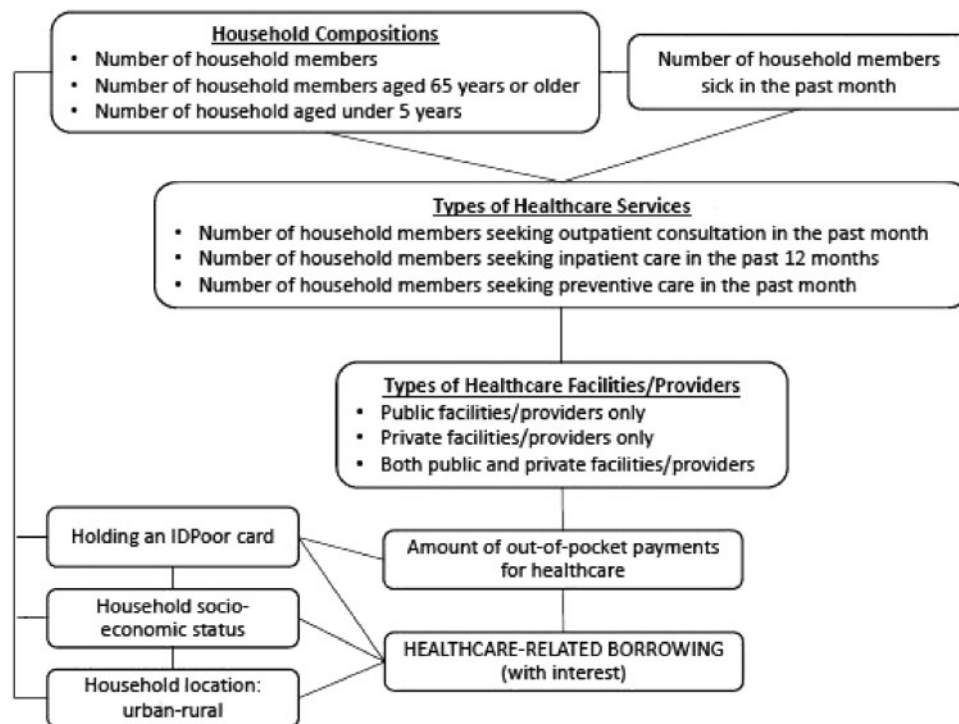 Household Compositions
• Number of household members
• Number of household members aged 65 years or older
• Number of household aged under 5 years
Number of household members
sick in the past month
Types of Healthcare Services
• Number of household members seeking outpatient consultation in the past month
• Number of household members seeking inpatient care in the past 12 months
• Number of household members seeking preventive care in the past month
Types of Healthcare Facilities/Providers
• Public facilities/providers only
• Private facilities/providers only
• Both public and private facilities/providers
Holding an IDPoor card
Amount of out-of-pocket payments
for healthcare
Household socio-
economic status
HEALTHCARE-RELATED BORROWING
(with interest)
Household location:
urban-rural